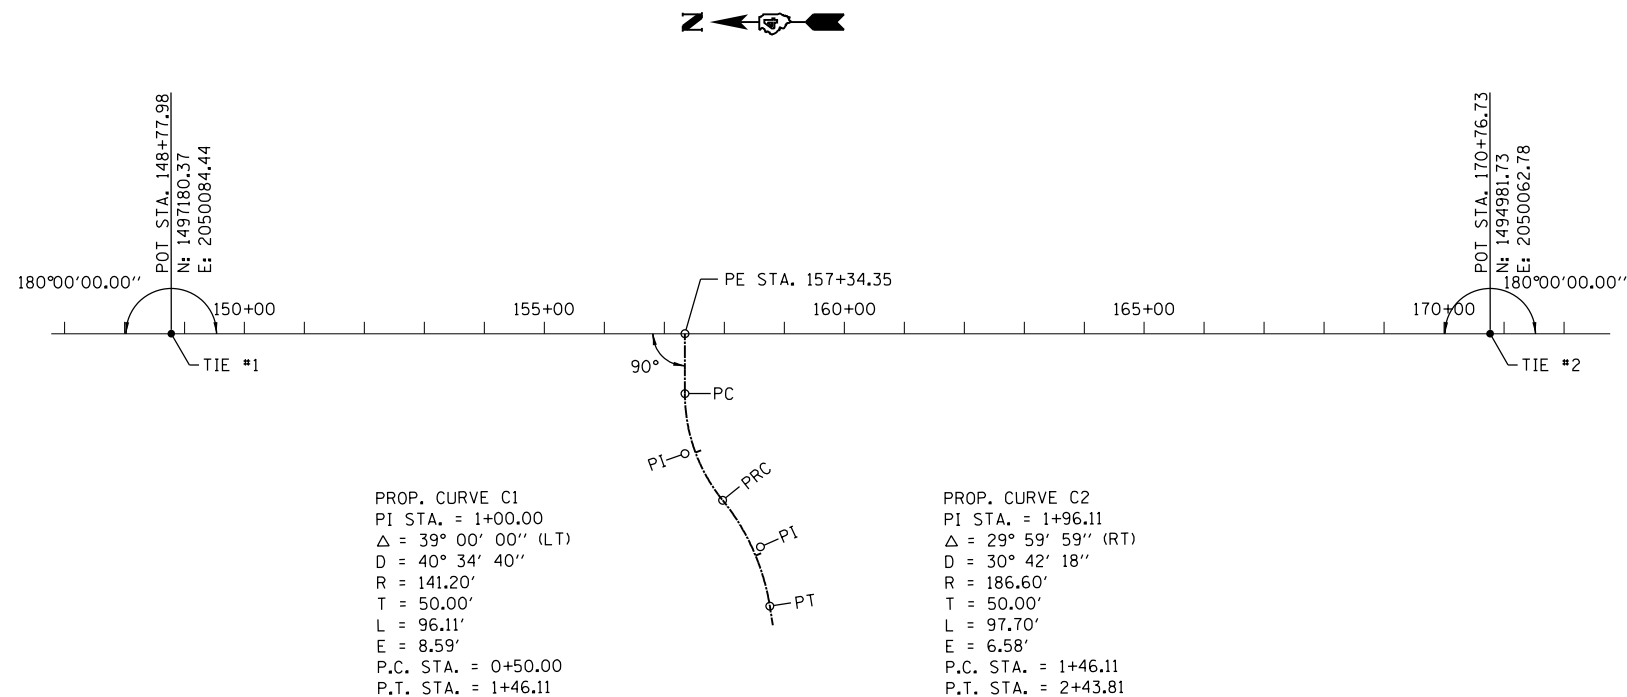 N
POT STA. 148+77.98
N: 1497180.37
E: 2050084.44
POT STA. 170+76.73
N: 1494981.73
E: 2050062.78
180°00'00.00''
180°00'00.00''
PE STA. 157+34.35
150+00
155+00
160+00
165+00
170+00
TIE #1
TIE #2
90°
PC
PI
PRC
PI
PT
PROP. CURVE C1
PI STA. = 1+00.00
△ = 39° 00' 00'' (LT)
D = 40° 34' 40''
R = 141.20'
T = 50.00'
L = 96.11'
E = 8.59'
P.C. STA. = 0+50.00
P.T. STA. = 1+46.11
PROP. CURVE C2
PI STA. = 1+96.11
△ = 29° 59' 59'' (RT)
D = 30° 42' 18''
R = 186.60'
T = 50.00'
L = 97.70'
E = 6.58'
P.C. STA. = 1+46.11
P.T. STA. = 2+43.81